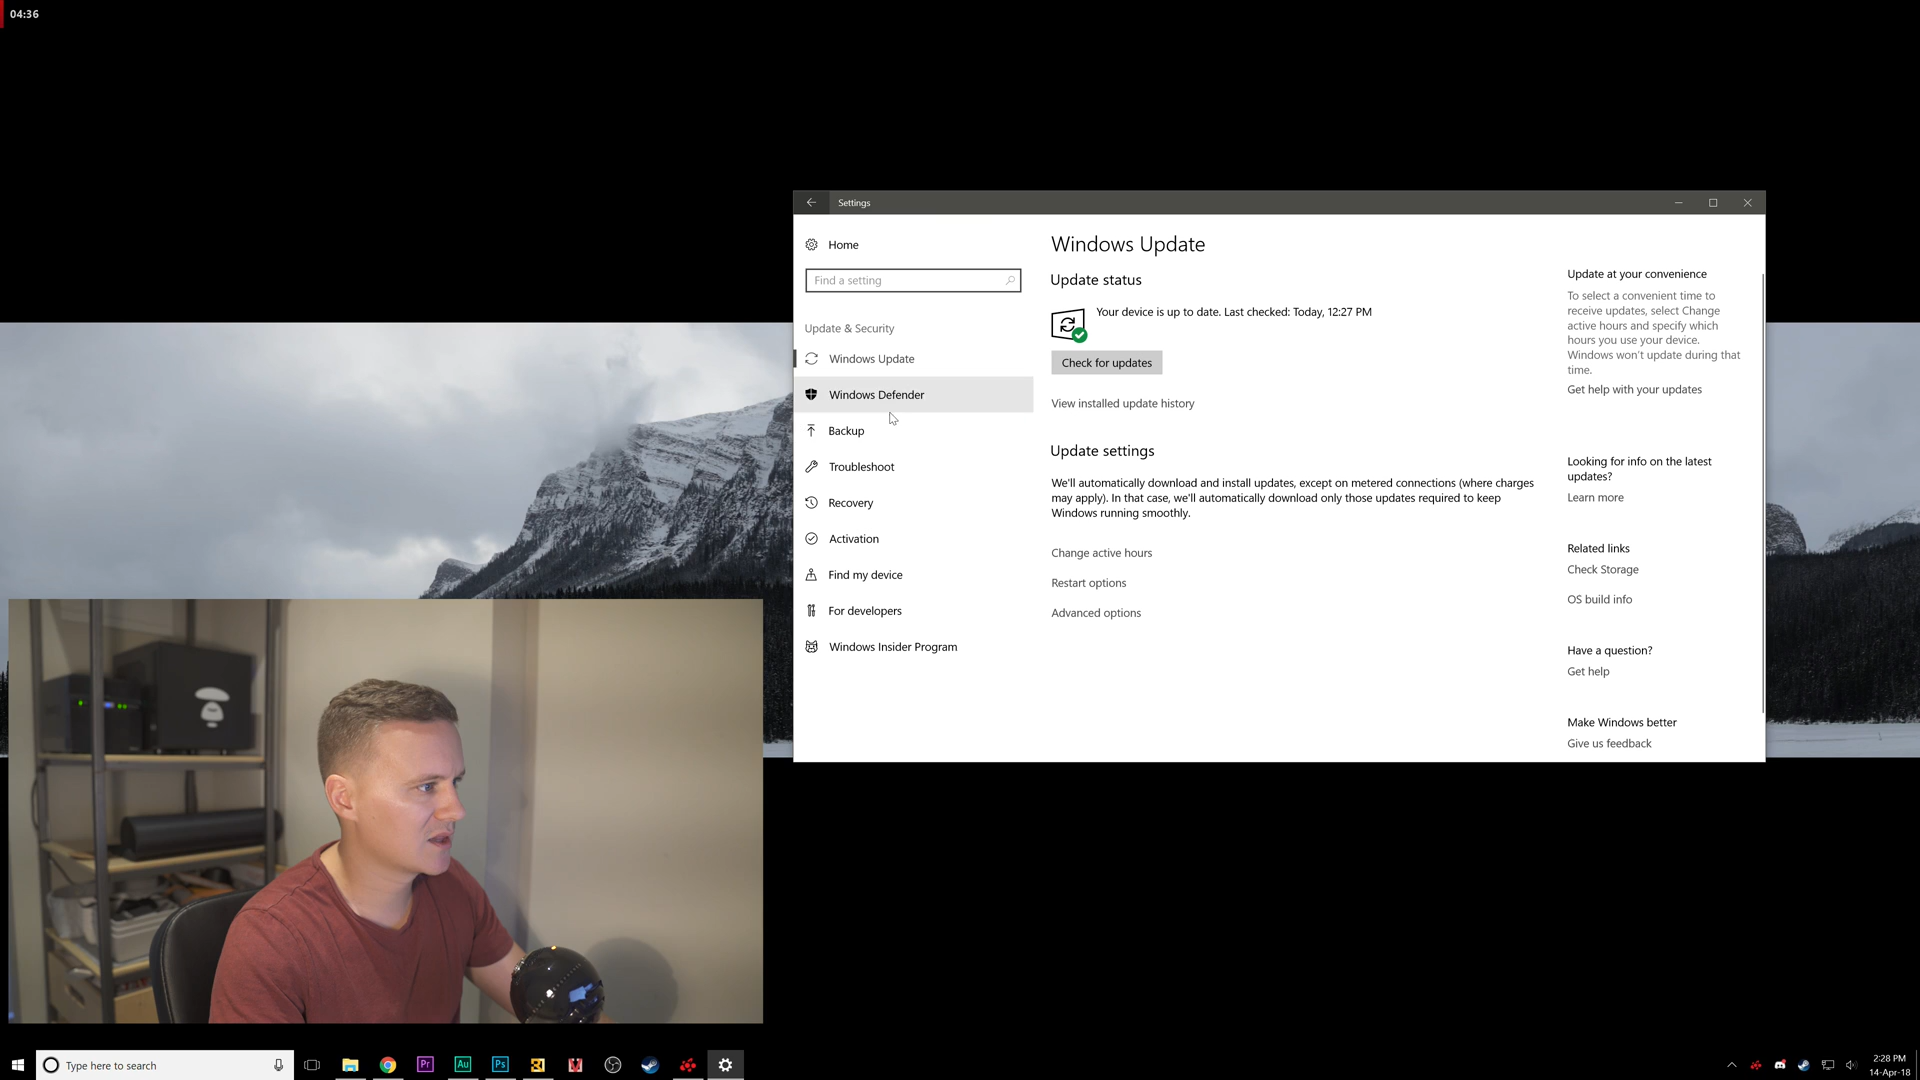 04:36
Settings
Home
Find a setting
Update & Security
Windows Update
Windows Defender
Backup
Troubleshoot
Recovery
Activation
Find my device
For developers
Windows Insider Program
Windows Update
Update status
Your device is up to date. Last checked: Today, 12:27 PM
Check for updates
View installed update history
Update settings
We'll automatically download and install updates, except on metered connections (where charges
may apply). In that case, we'll automatically download only those updates required to keep
Windows running smoothly.
Change active hours
Restart options
Advanced options
Update at your convenience
To select a convenient time to
receive updates, select Change
active hours and specify which
hours you use your device.
Windows won't update during that
time.
Get help with your updates
Looking for info on the latest
updates?
Learn more
Related links
Check Storage
OS build info
Have a question?
Get help
Make Windows better
Give us feedback
Type here to search
Pr
Au
Ps
2:28 PM
14-Apr-18